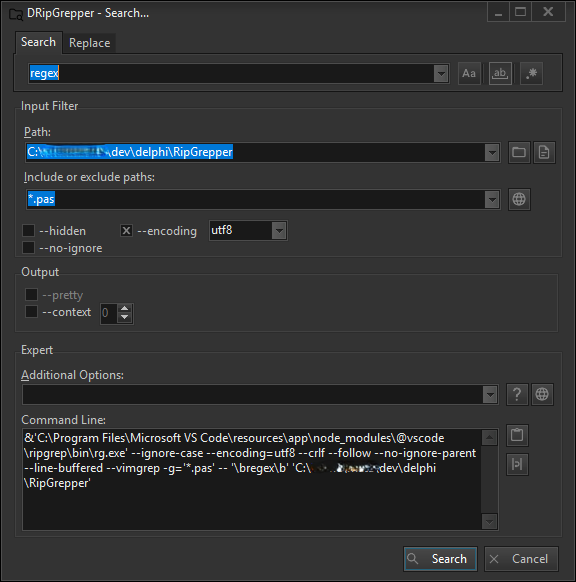 DRipGrepper - Search...
Search Replace
regex Aa ab *
Input Filter
Path:
C:\ \dev\delphi\RipGrepper
Include or exclude paths:
*.pas
--hidden --encoding utf8
--no-ignore
Output
--pretty
--context 0
Expert
Additional Options:
?
Command Line:
&'C:\Program Files\Microsoft VS Code\resources\app\node_modules\@vscode
\ripgrep\bin\rg.exe' --ignore-case --encoding=utf8 --crlf --follow --no-ignore-parent
--line-buffered --vimgrep -g='*.pas' -- '\bregex\b' 'C:\ dev\delphi
\RipGrepper'
Search Cancel